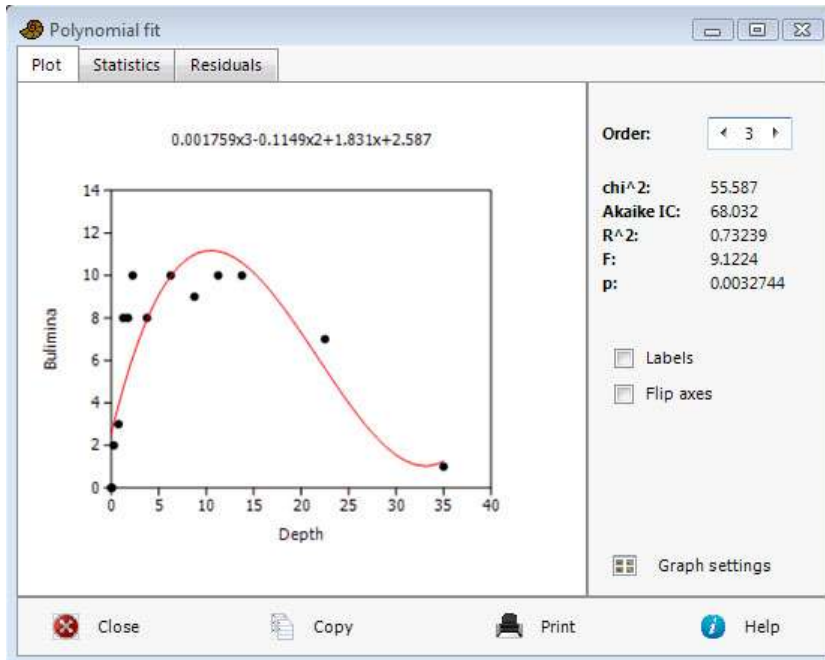 Polynomial fit
Plot Statistics Residuals
0.001759x3-0.1149x2+1.831x+2.587
14
12
10
8
6
4
2
0
Bulimina
0 5 10 15 20 25 30 35 40
Depth
Order: 3
chi^2: 55.587
Akaike IC: 68.032
R^2: 0.73239
F: 9.1224
p: 0.0032744
Labels
Flip axes
Graph settings
Close Copy Print Help